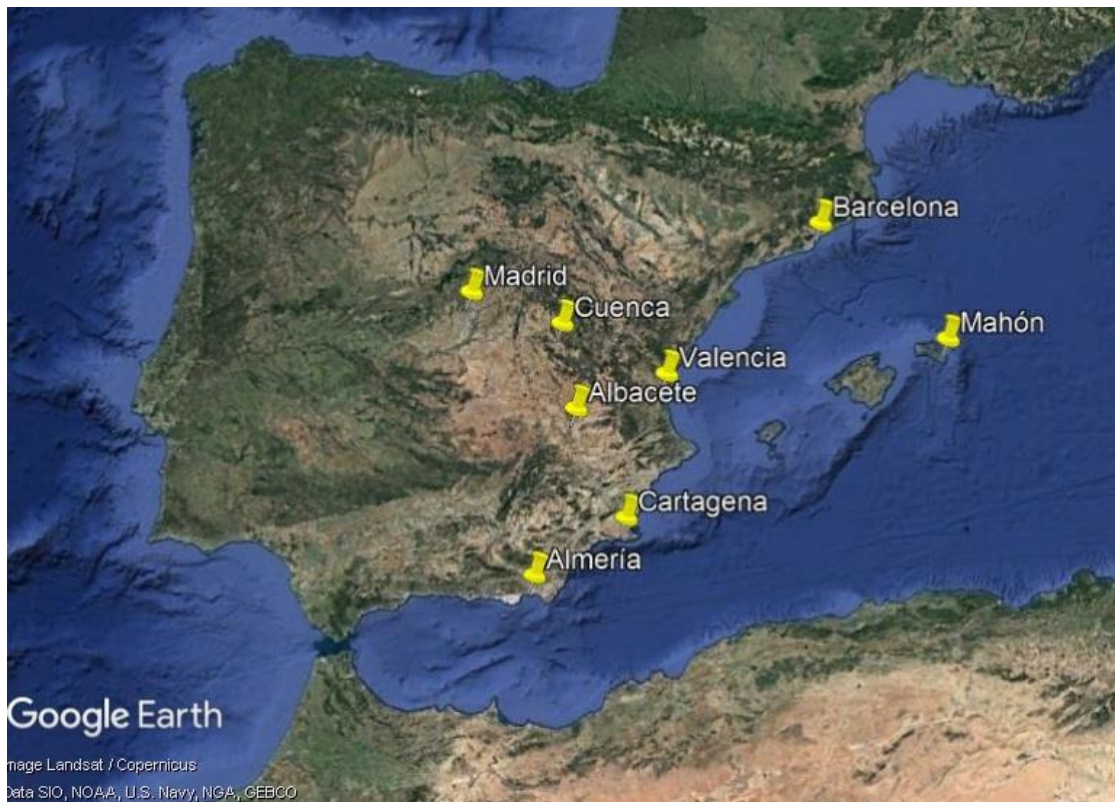 Barcelona
Madrid
Cuenca
Mahón
Valencia
Albacete
Cartagena
Almería
Google Earth
mage Landsat / Copernicus
Data SIO, NOAA, U.S. Navy, NGA, GEBCO